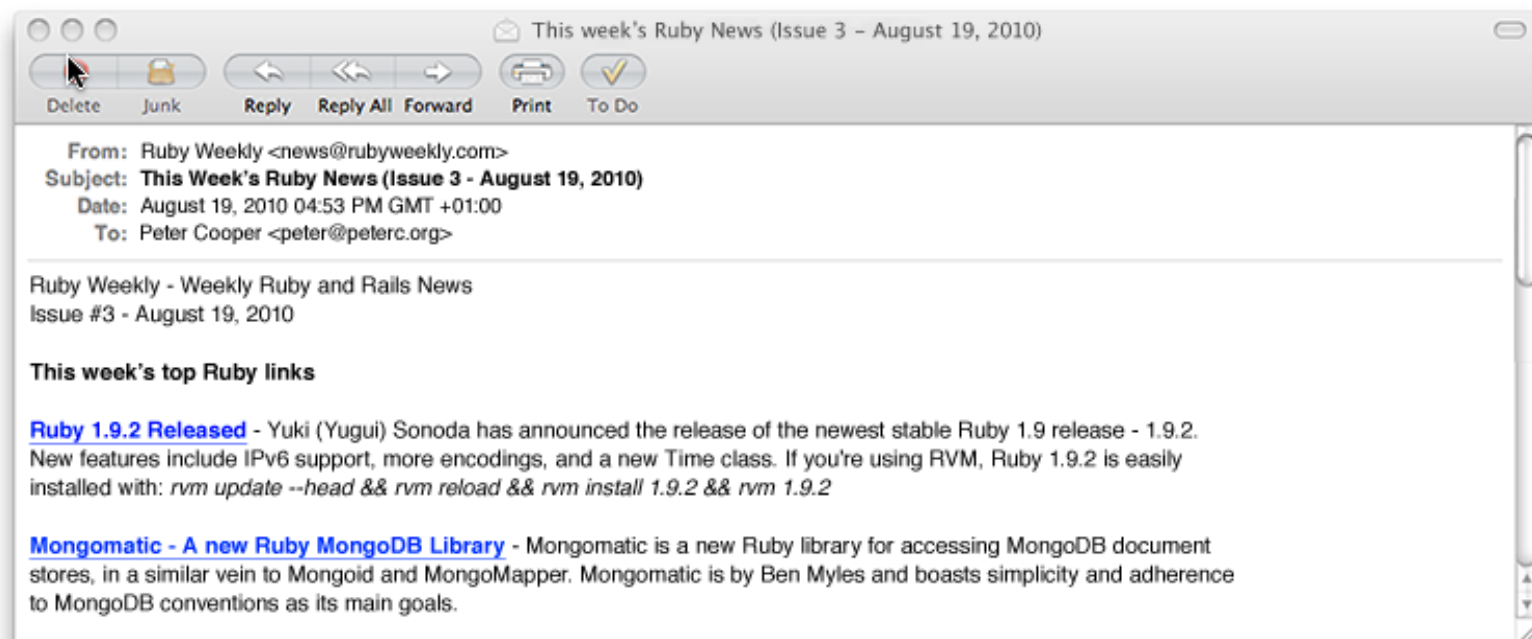 This week's Ruby News (Issue 3 – August 19, 2010)
Delete Junk Reply Reply All Forward Print To Do
From: Ruby Weekly <news@rubyweekly.com>
Subject: This Week's Ruby News (Issue 3 - August 19, 2010)
Date: August 19, 2010 04:53 PM GMT +01:00
To: Peter Cooper <peter@peterc.org>
Ruby Weekly - Weekly Ruby and Rails News
Issue #3 - August 19, 2010
This week's top Ruby links
Ruby 1.9.2 Released - Yuki (Yugui) Sonoda has announced the release of the newest stable Ruby 1.9 release - 1.9.2.
New features include IPv6 support, more encodings, and a new Time class. If you're using RVM, Ruby 1.9.2 is easily
installed with: rvm update --head && rvm reload && rvm install 1.9.2 && rvm 1.9.2
Mongomatic - A new Ruby MongoDB Library - Mongomatic is a new Ruby library for accessing MongoDB document
stores, in a similar vein to Mongoid and MongoMapper. Mongomatic is by Ben Myles and boasts simplicity and adherence
to MongoDB conventions as its main goals.